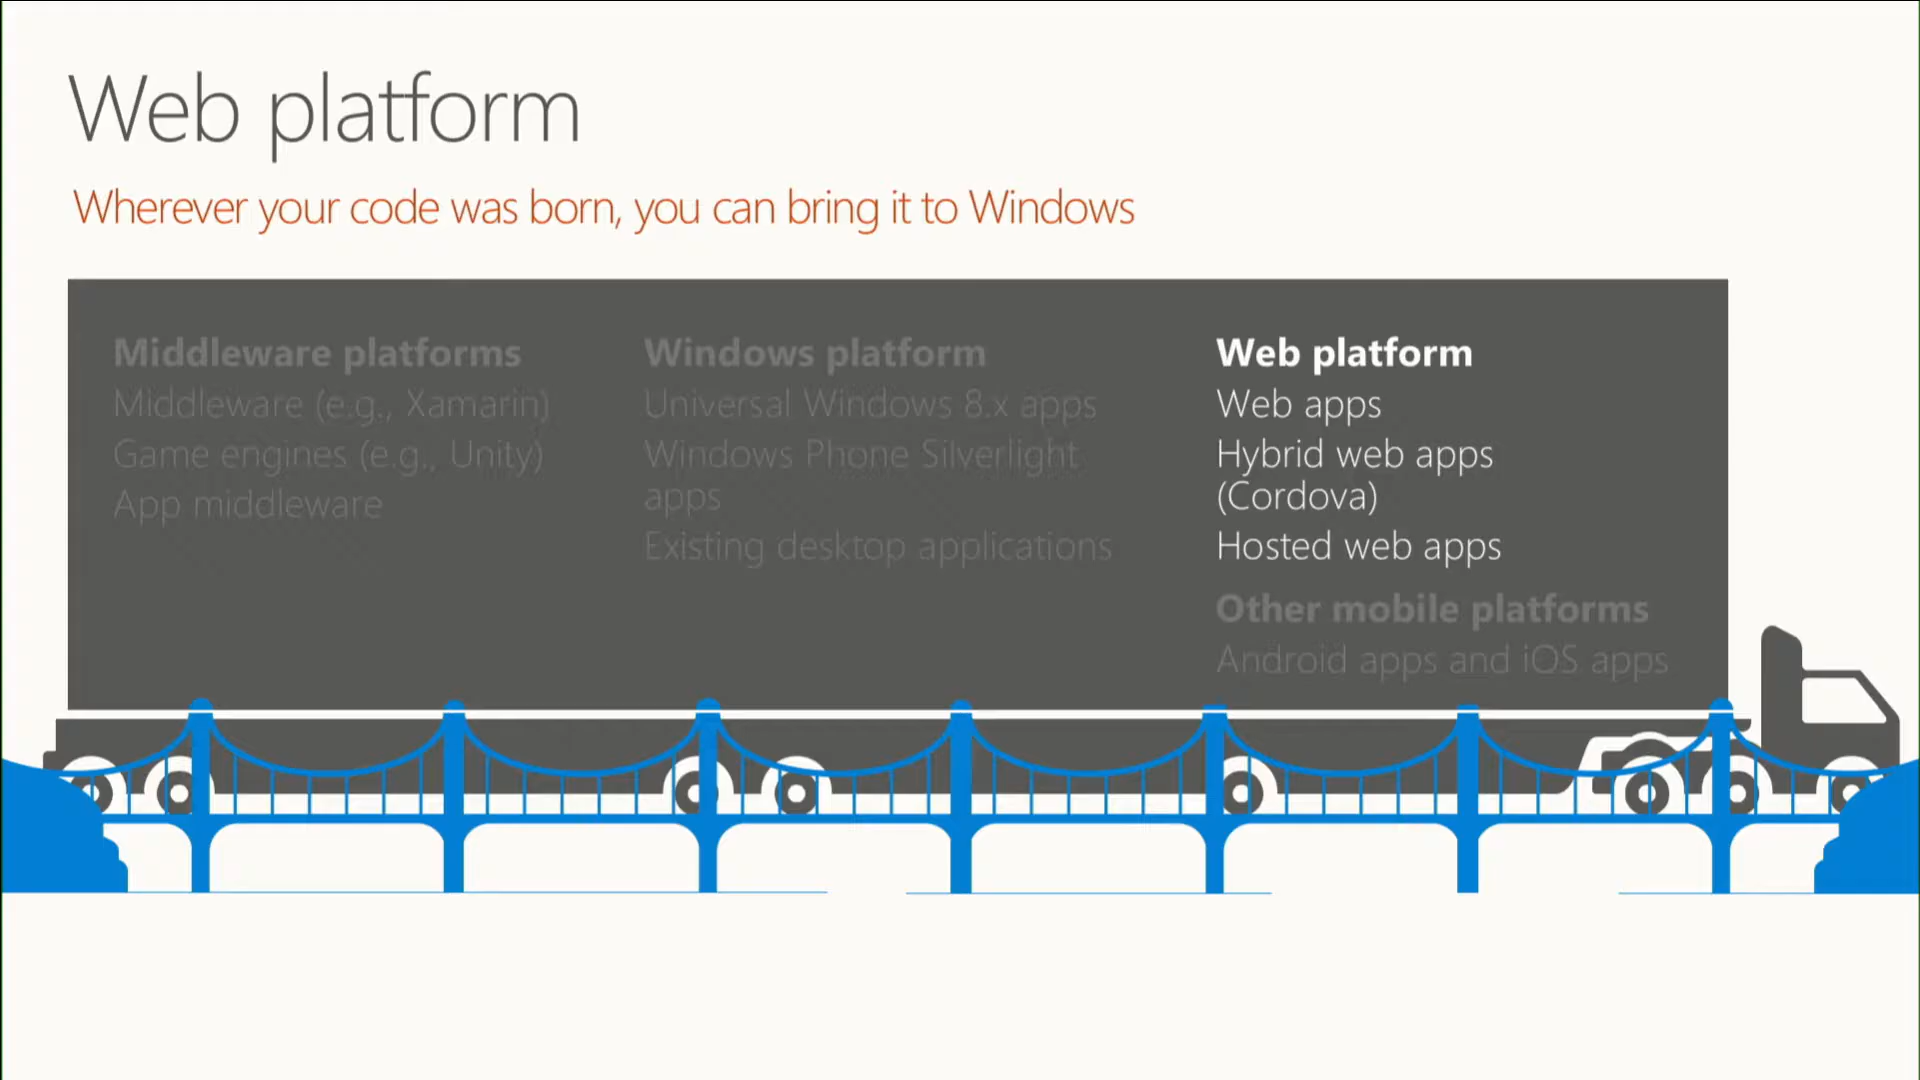 Web platform
Wherever your code was born, you can bring it to Windows
Middleware platforms
Middleware (e.g., Xamarin)
Game engines (e.g., Unity)
App middleware
Windows platform
Universal Windows 8.x apps
Windows Phone Silverlight
apps
Existing desktop applications
Web platform
Web apps
Hybrid web apps
(Cordova)
Hosted web apps
Other mobile platforms
Android apps and iOS apps